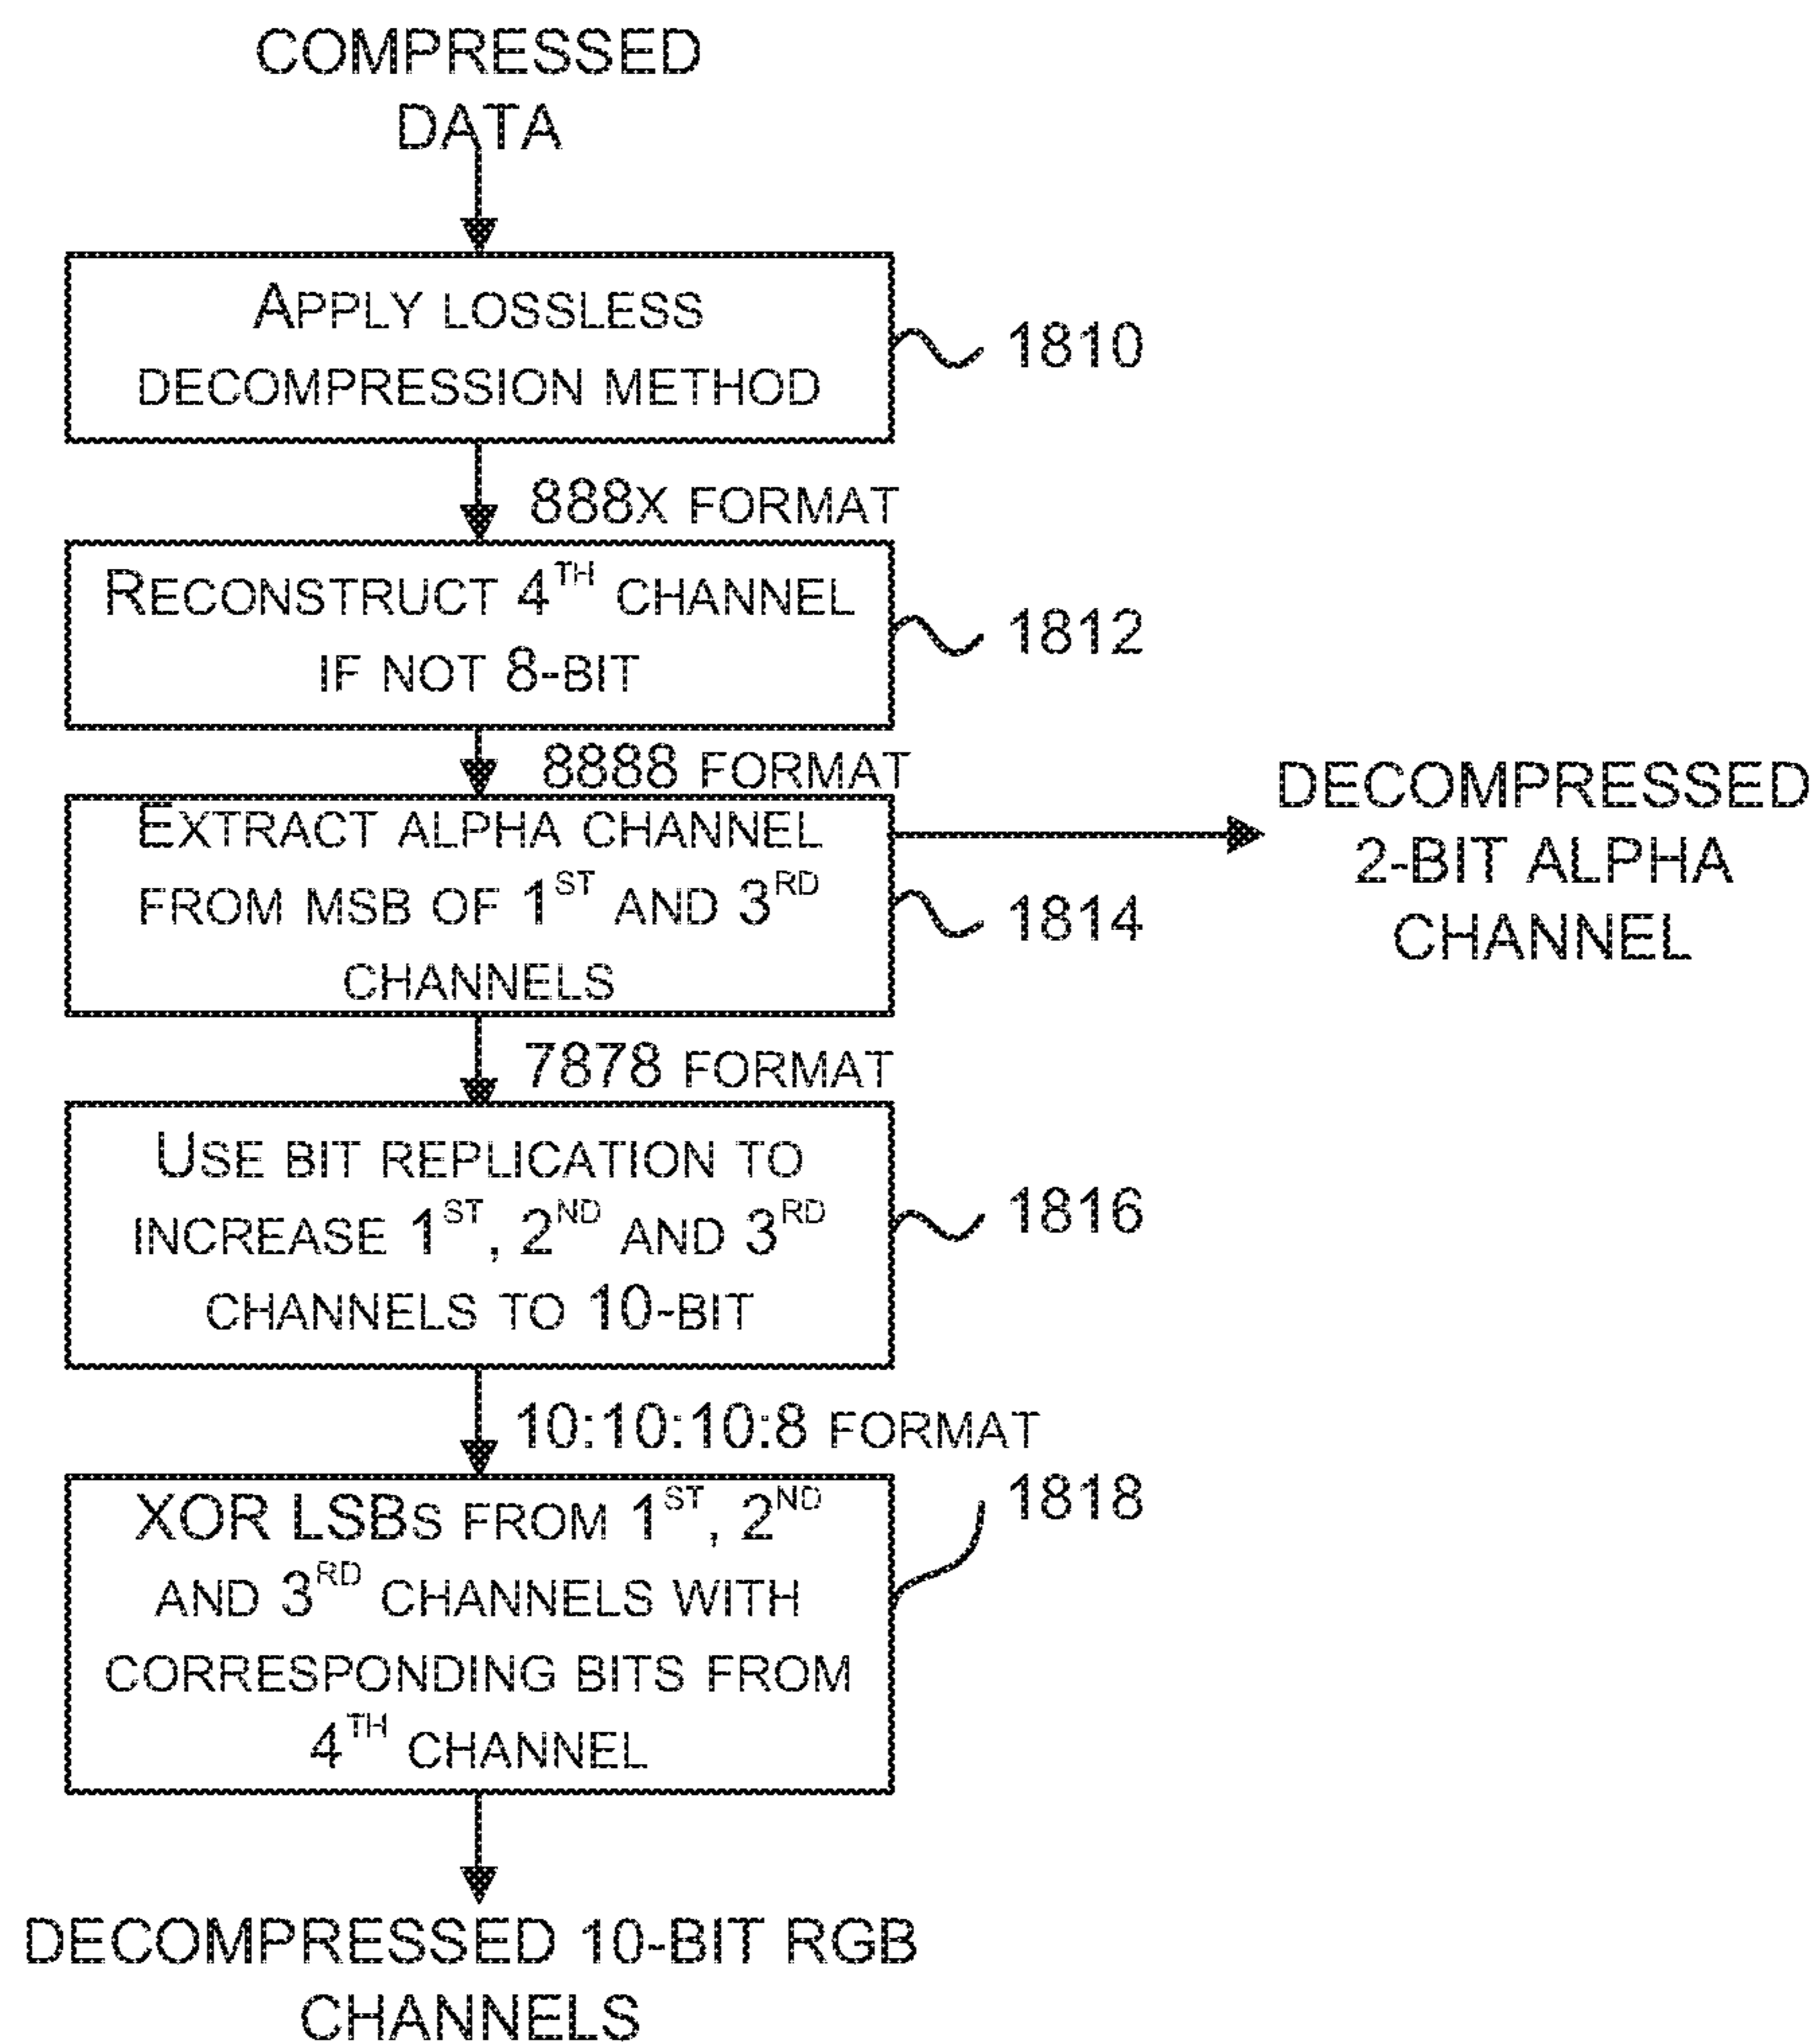 COMPRESSED
DATA
APPLY LOSSLESS
DECOMPRESSION METHOD
1810
888X FORMAT
RECONSTRUCT 4TH CHANNEL
IF NOT 8-BIT
1812
8888 FORMAT
EXTRACT ALPHA CHANNEL
FROM MSB OF 1ST AND 3RD
CHANNELS
1814
DECOMPRESSED
2-BIT ALPHA
CHANNEL
7878 FORMAT
USE BIT REPLICATION TO
INCREASE 1ST, 2ND AND 3RD
CHANNELS TO 10-BIT
1816
10:10:10:8 FORMAT
XOR LSBS FROM 1ST, 2ND
AND 3RD CHANNELS WITH
CORRESPONDING BITS FROM
4TH CHANNEL
1818
DECOMPRESSED 10-BIT RGB
CHANNELS